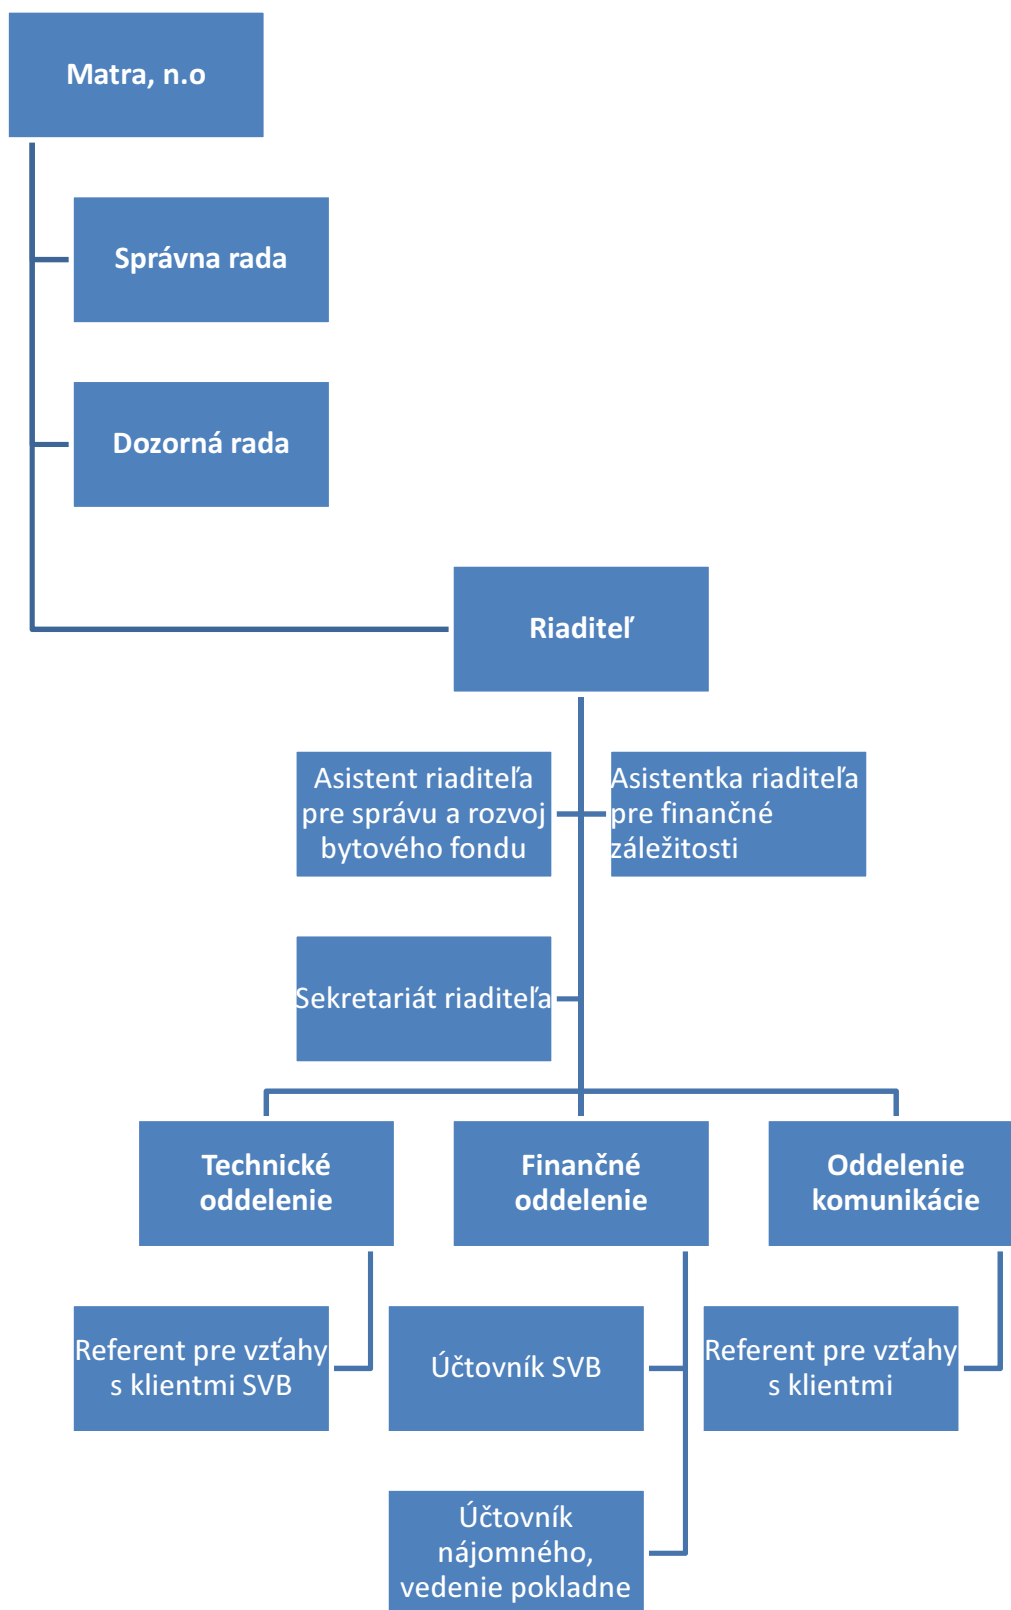 Matra, n.o
Správna rada
Dozorná rada
Riaditeľ
Asistent riaditeľa
pre správu a rozvoj
bytového fondu
Asistentka riaditeľa
pre finančné
záležitosti
Sekretariát riaditeľa
Technické
oddelenie
Finančné
oddelenie
Oddelenie
komunikácie
Referent pre vzťahy
s klientmi SVB
Účtovník SVB
Referent pre vzťahy
s klientmi
Účtovník
nájomného,
vedenie pokladne